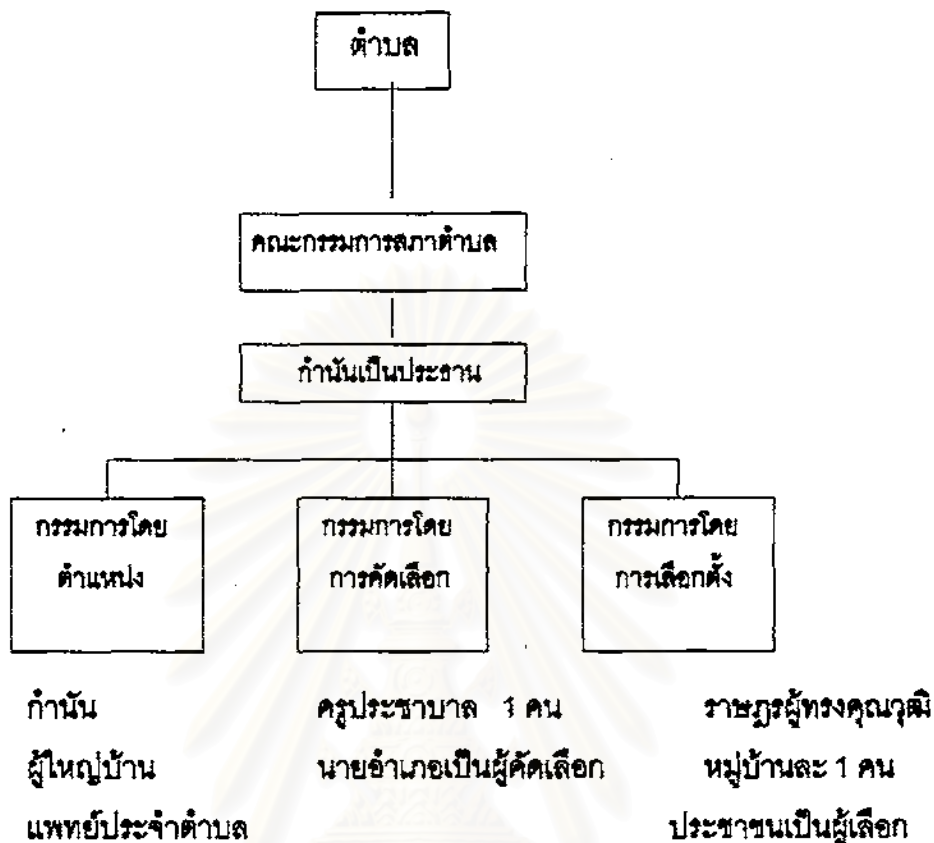 ตำบล
คณะกรรมการสภาตำบล
กำนันเป็นประธาน
กรรมการโดย
ตำแหน่ง
กรรมการโดย
การคัดเลือก
กรรมการโดย
การเลือกตั้ง
กำนัน
ผู้ใหญ่บ้าน
แพทย์ประจำตำบล
ครูประชาบาล 1 คน
นายอำเภอเป็นผู้คัดเลือก
ราษฎรผู้ทรงคุณวุฒิ
หมู่บ้านละ 1 คน
ประชาชนเป็นผู้เลือก